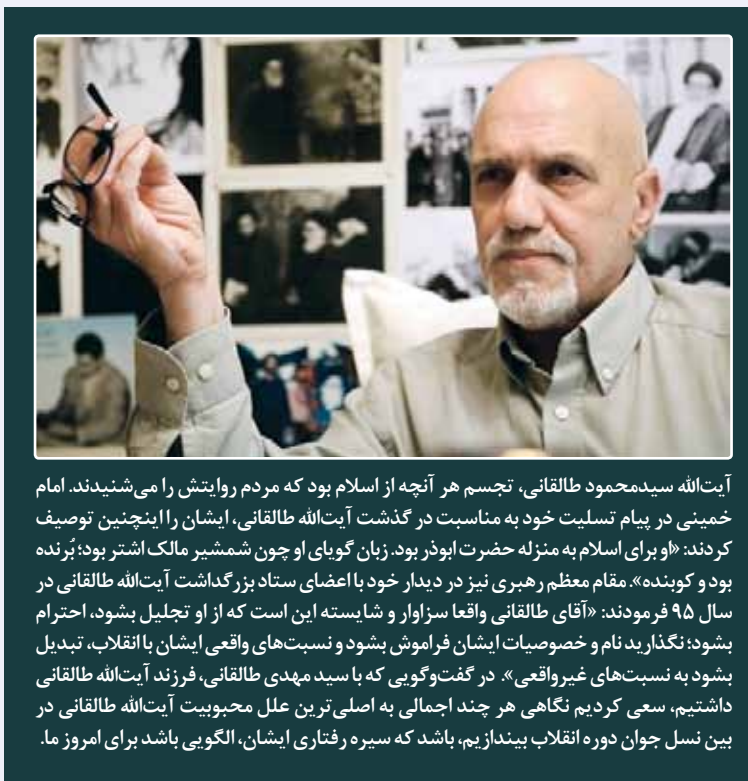 آیت‌الله سیدمحمود طالقانی، تجسم هر آنچه از اسلام بود که مردم روایتش را می‌شنیدند. امام
خمینی در پیام تسلیت خود به مناسبت در گذشت آیت‌الله طالقانی، ایشان را اینچنین توصیف
کردند: «او برای اسلام به منزله حضرت ابوذر بود. زبان گویای او چون شمشیر مالک اشتر بود؛ بُرنده
بود و کوبنده». مقام معظم رهبری نیز در دیدار خود با اعضای ستاد بزرگداشت آیت‌الله طالقانی در
سال ۹۵ فرمودند: «آقای طالقانی واقعا سزاوار و شایسته این است که از او تجلیل بشود، احترام
بشود؛ نگذارید نام و خصوصیات ایشان فراموش بشود و نسبت‌های واقعی ایشان با انقلاب، تبدیل
بشود به نسبت‌های غیرواقعی». در گفت‌وگویی که با سید مهدی طالقانی، فرزند آیت‌الله طالقانی
داشتیم، سعی کردیم نگاهی هر چند اجمالی به اصلی‌ترین علل محبوبیت آیت‌الله طالقانی در
بین نسل جوان دوره انقلاب بیندازیم، باشد که سیره رفتاری ایشان، الگویی باشد برای امروز ما.